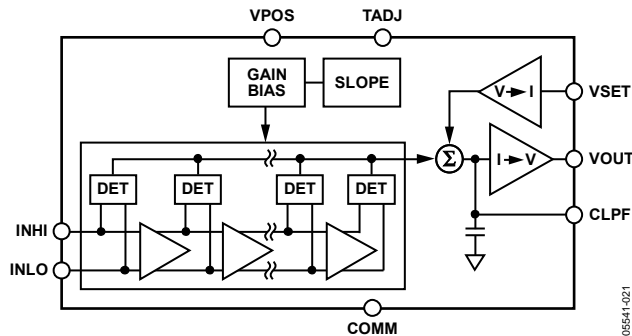 VPOS
TADJ
GAIN
BIAS
SLOPE
V I
VSET
Σ
I V
VOUT
DET
DET
DET
DET
CLPF
INHI
INLO
COMM
05541-021